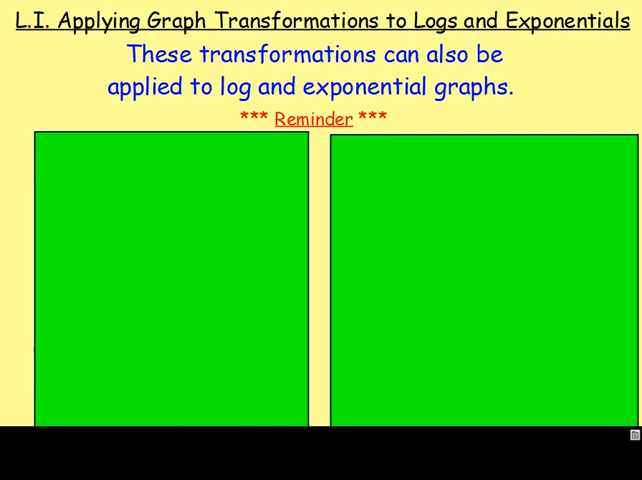 L.I. Applying Graph Transformations to Logs and Exponentials
These transformations can also be
applied to log and exponential graphs.
*** Reminder ***